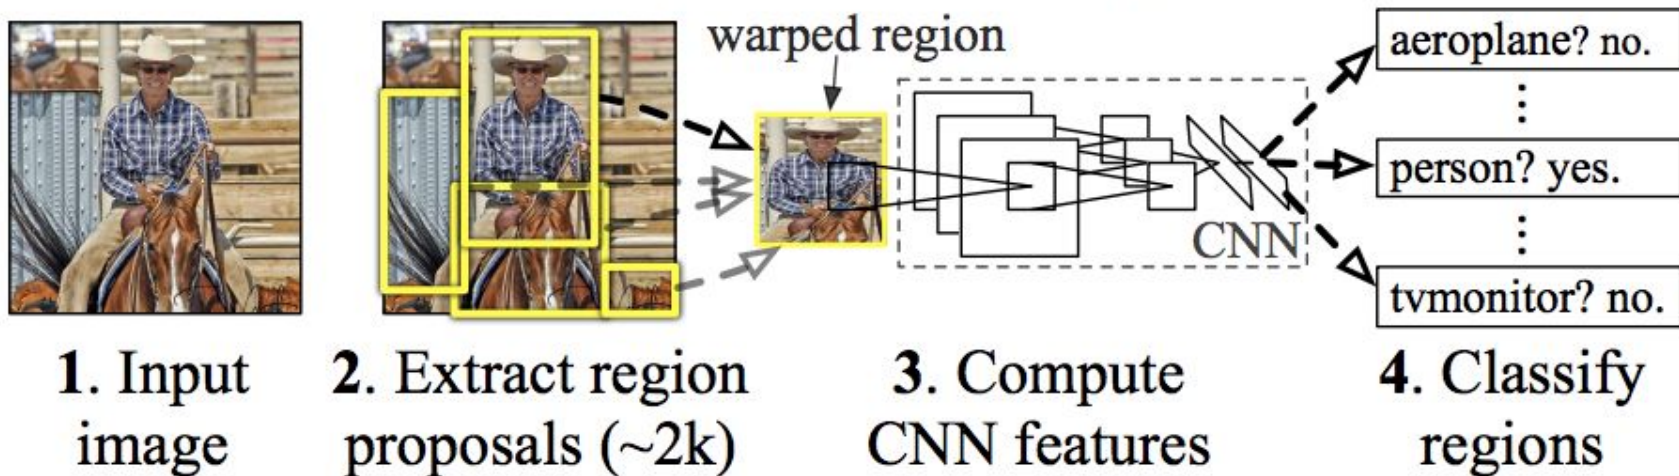 warped region
aeroplane? no.
person? yes.
CNN
tvmonitor? no.
1. Input
image
2. Extract region
proposals (~2k)
3. Compute
CNN features
4. Classify
regions